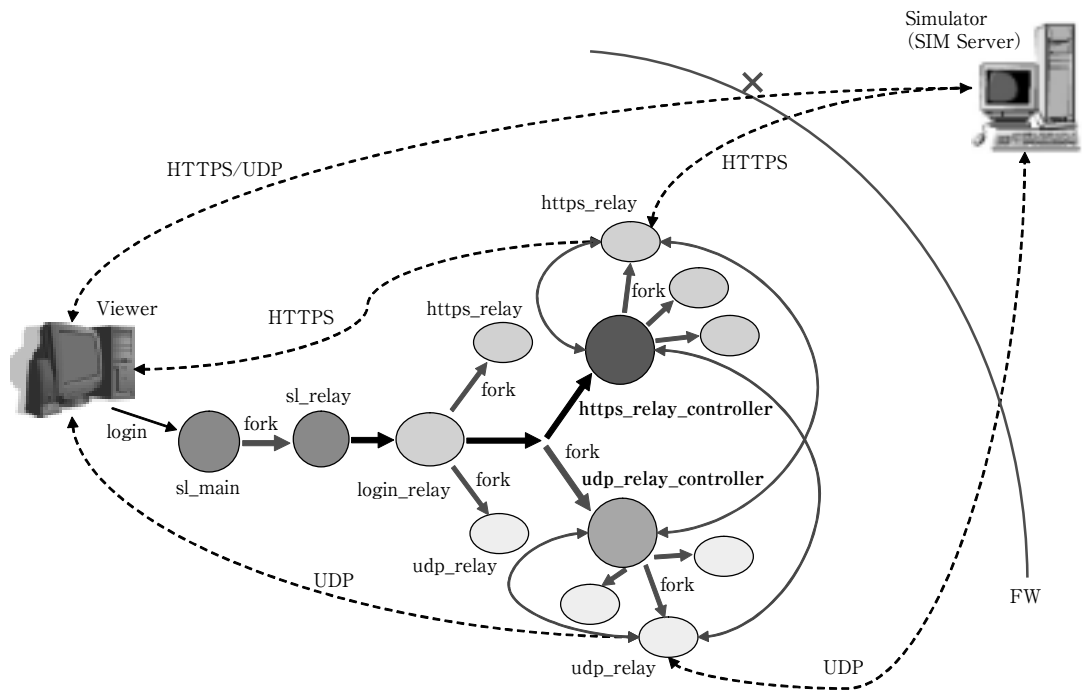 Simulator
(SIM Server)
HTTPS/UDP
HTTPS
https_relay
fork
Viewer
HTTPS
https_relay
fork
https_relay_controller
sl_relay
login
fork
sl_main
login_relay
fork
fork
udp_relay_controller
udp_relay
UDP
fork
FW
udp_relay
UDP